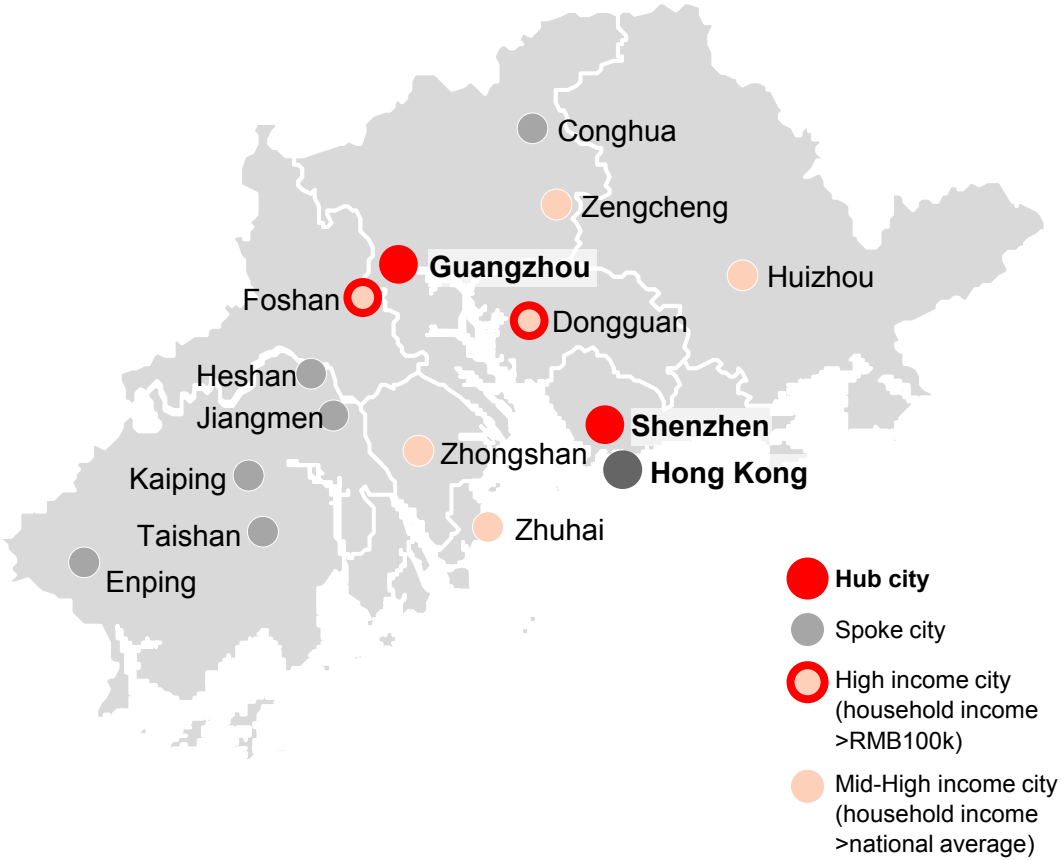 Conghua
Zengcheng
Guangzhou
Huizhou
Foshan
Dongguan
Heshan
Jiangmen
Shenzhen
Zhongshan
Hong Kong
Kaiping
Taishan
Zhuhai
Enping
Hub city
Spoke city
High income city
(household income
>RMB100k)
Mid-High income city
(household income
>national average)